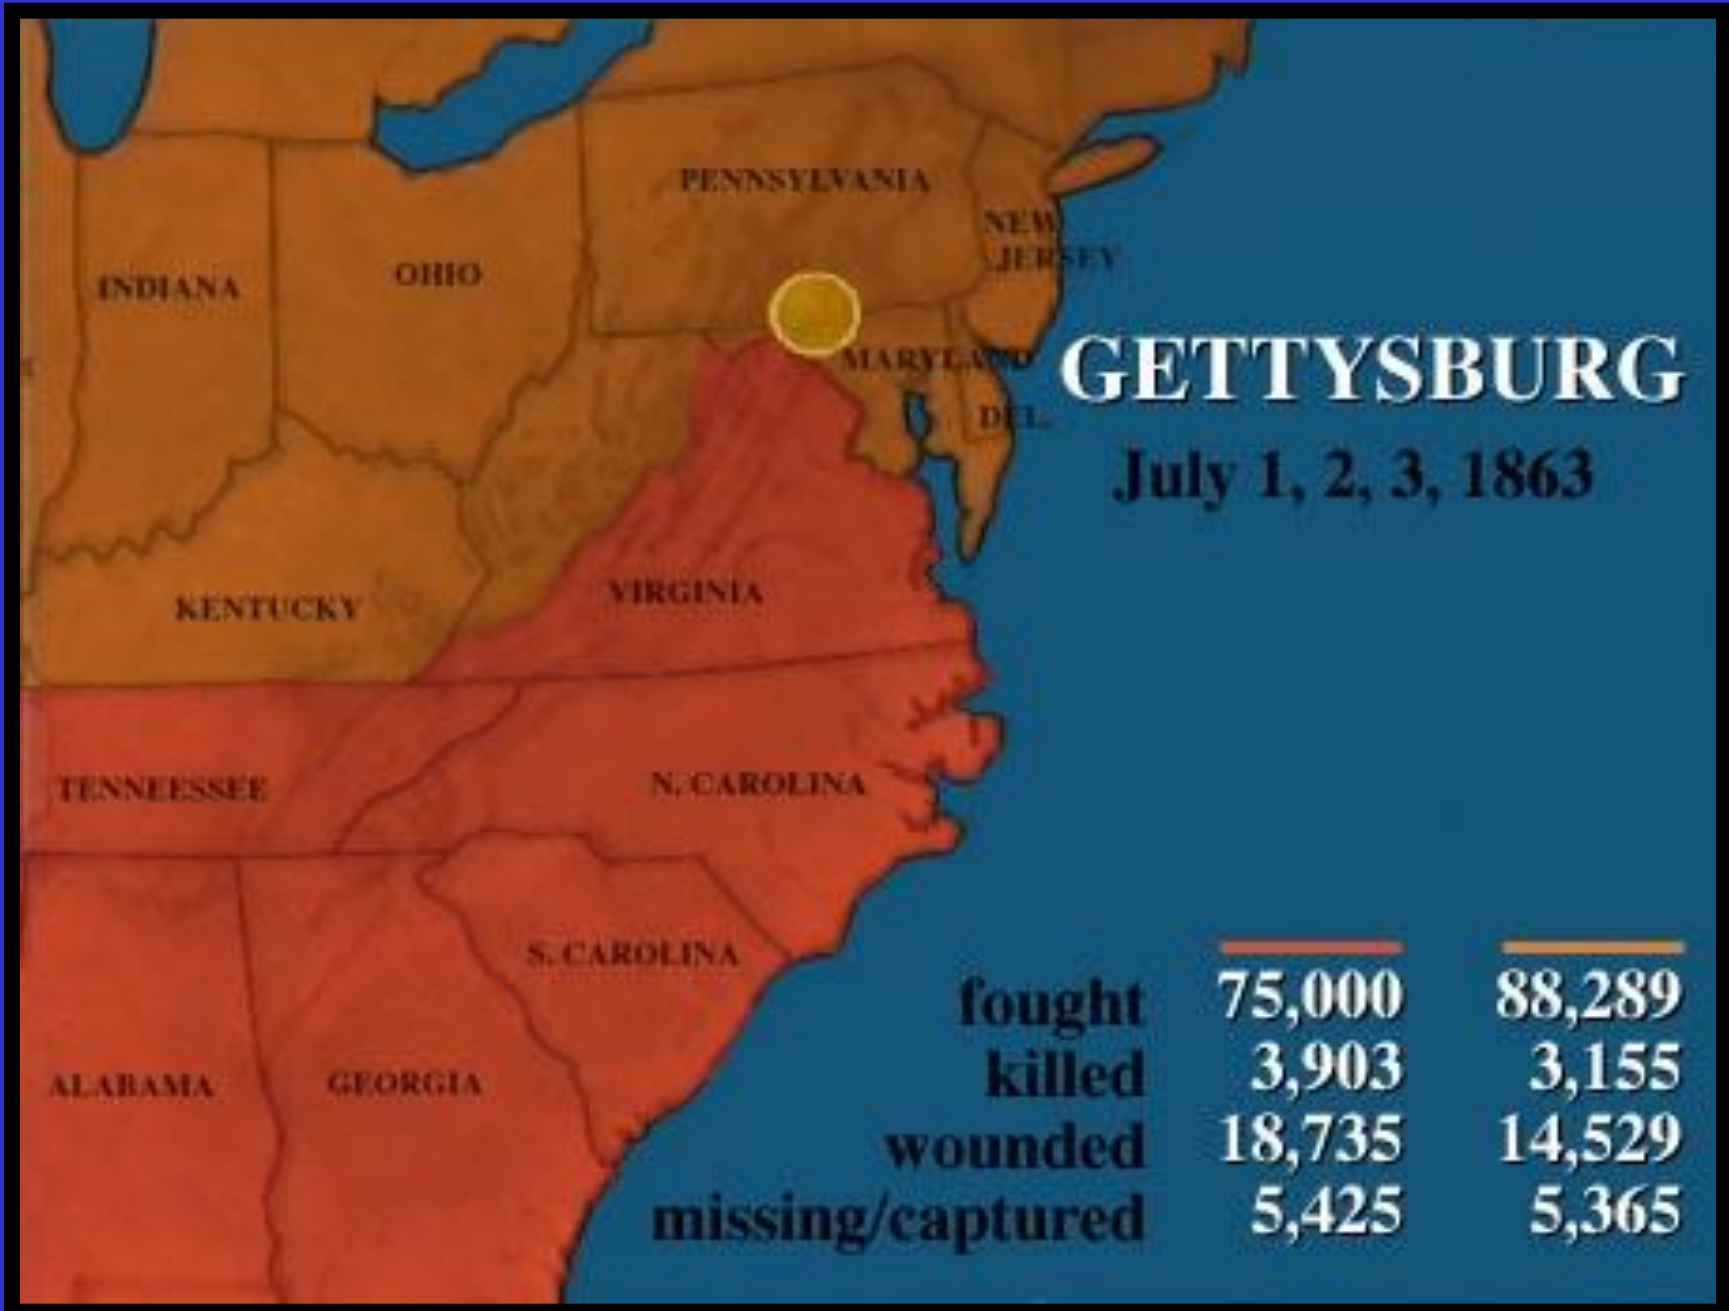 PENNSYLVANIA
NEW
JERSEY
INDIANA
OHIO
MARYLAND
DEL.
GETTYSBURG
July 1, 2, 3, 1863
KENTUCKY
VIRGINIA
TENNEESSEE
N. CAROLINA
S. CAROLINA
ALABAMA
GEORGIA
fought 75,000 88,289
killed 3,903 3,155
wounded 18,735 14,529
missing/captured 5,425 5,365